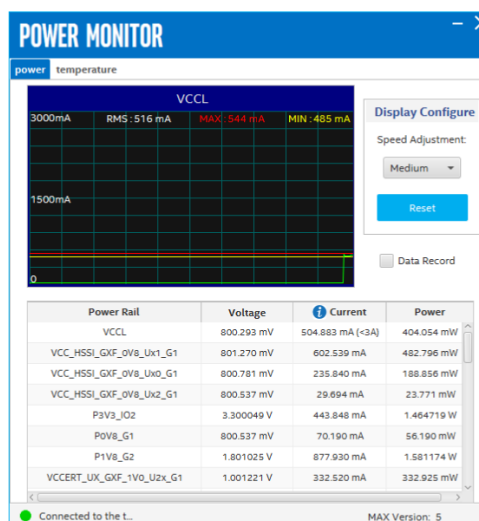 POWER MONITOR
power temperature
VCCL
3000mA RMS:516 mA MAX:544 mA MIN:485 mA
1500mA
0
Display Configure
Speed Adjustment:
Medium
Reset
Data Record
Power Rail Voltage Current Power
VCCL 800.293 mV 504.883 mA (<3A) 404.054 mW
VCC_HSSI_GXF_0V8_Ux1_G1 801.270 mV 602.539 mA 482.796 mW
VCC_HSSI_GXF_0V8_Ux0_G1 800.781 mV 235.840 mA 188.856 mW
VCC_HSSI_GXF_0V8_Ux2_G1 800.537 mV 29.694 mA 23.771 mW
P3V3_IO2 3.300049 V 443.848 mA 1.464719 W
P0V8_G1 800.537 mV 70.190 mA 56.190 mW
P1V8_G2 1.801025 V 877.930 mA 1.581174 W
VCCERT_UX_GXF_1V0_U2x_G1 1.001221 V 332.520 mA 332.925 mW
Connected to the t... MAX Version: 5